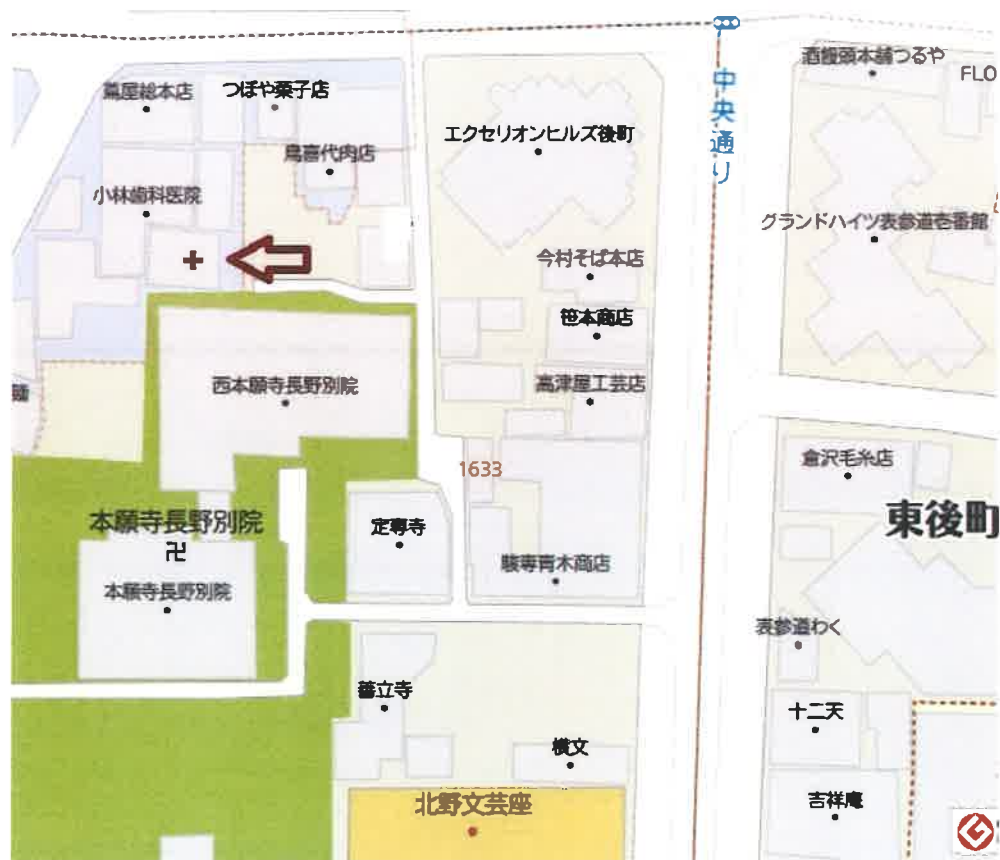 酒饅頭本舗つるや
FLO
中央通り
蔦屋総本店
つぼや菓子店
エクセリオンヒルズ後町
鳥喜代肉店
小林歯科医院
グランドハイツ表参道壱番館
今村そば本店
笹本商店
西本願寺長野別院
高津屋工芸店
1633
倉沢毛糸店
本願寺長野別院
卍
東後町
定専寺
駿専青木商店
本願寺長野別院
表参道わく
善立寺
十二天
横文
北野文芸座
吉祥庵